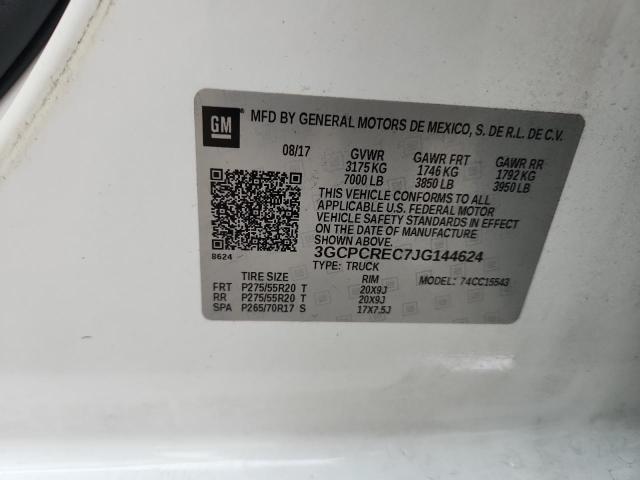 GM
MFD BY GENERAL MOTORS DE MEXICO, S. DE R.L. DE C.V.
08/17 GVWR GAWR FRT GAWR RR
3175 KG 1746 KG 1792 KG
7000 LB 3850 LB 3950 LB
THIS VEHICLE CONFORMS TO ALL
APPLICABLE U.S. FEDERAL MOTOR
VEHICLE SAFETY STANDARDS IN EFFECT
ON THE DATE OF MANUFACTURE
SHOWN ABOVE.
8624 3GCPCREC7JG144624
TYPE: TRUCK MODEL: 74CC15543
TIRE SIZE RIM
FRT P275/55R20 T 20X9J
RR P275/55R20 T 20X9J
SPA P265/70R17 S 17X7.5J